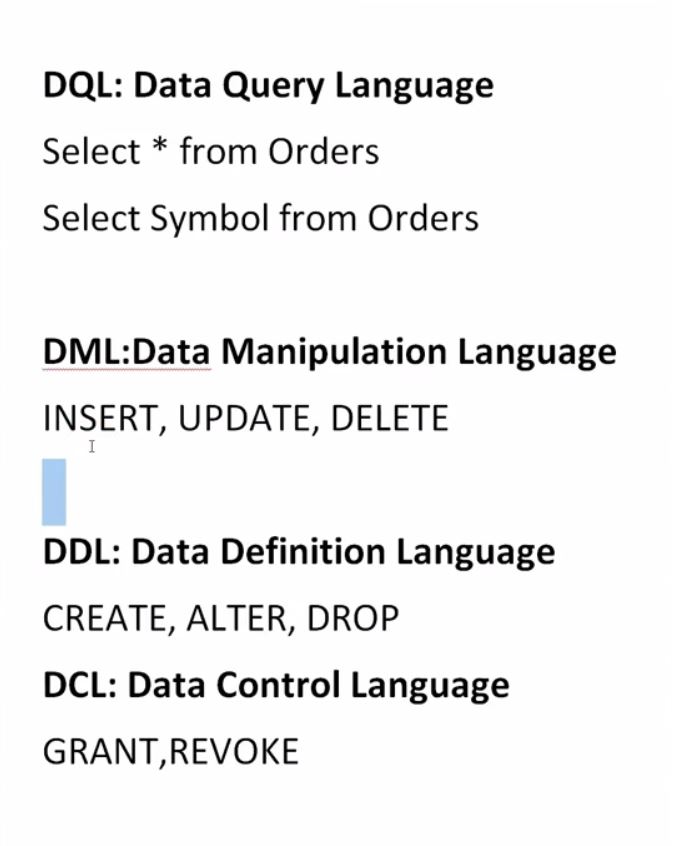 DQL: Data Query Language
Select * from Orders
Select Symbol from Orders
DML:Data Manipulation Language
INSERT, UPDATE, DELETE
DDL: Data Definition Language
CREATE, ALTER, DROP
DCL: Data Control Language
GRANT,REVOKE